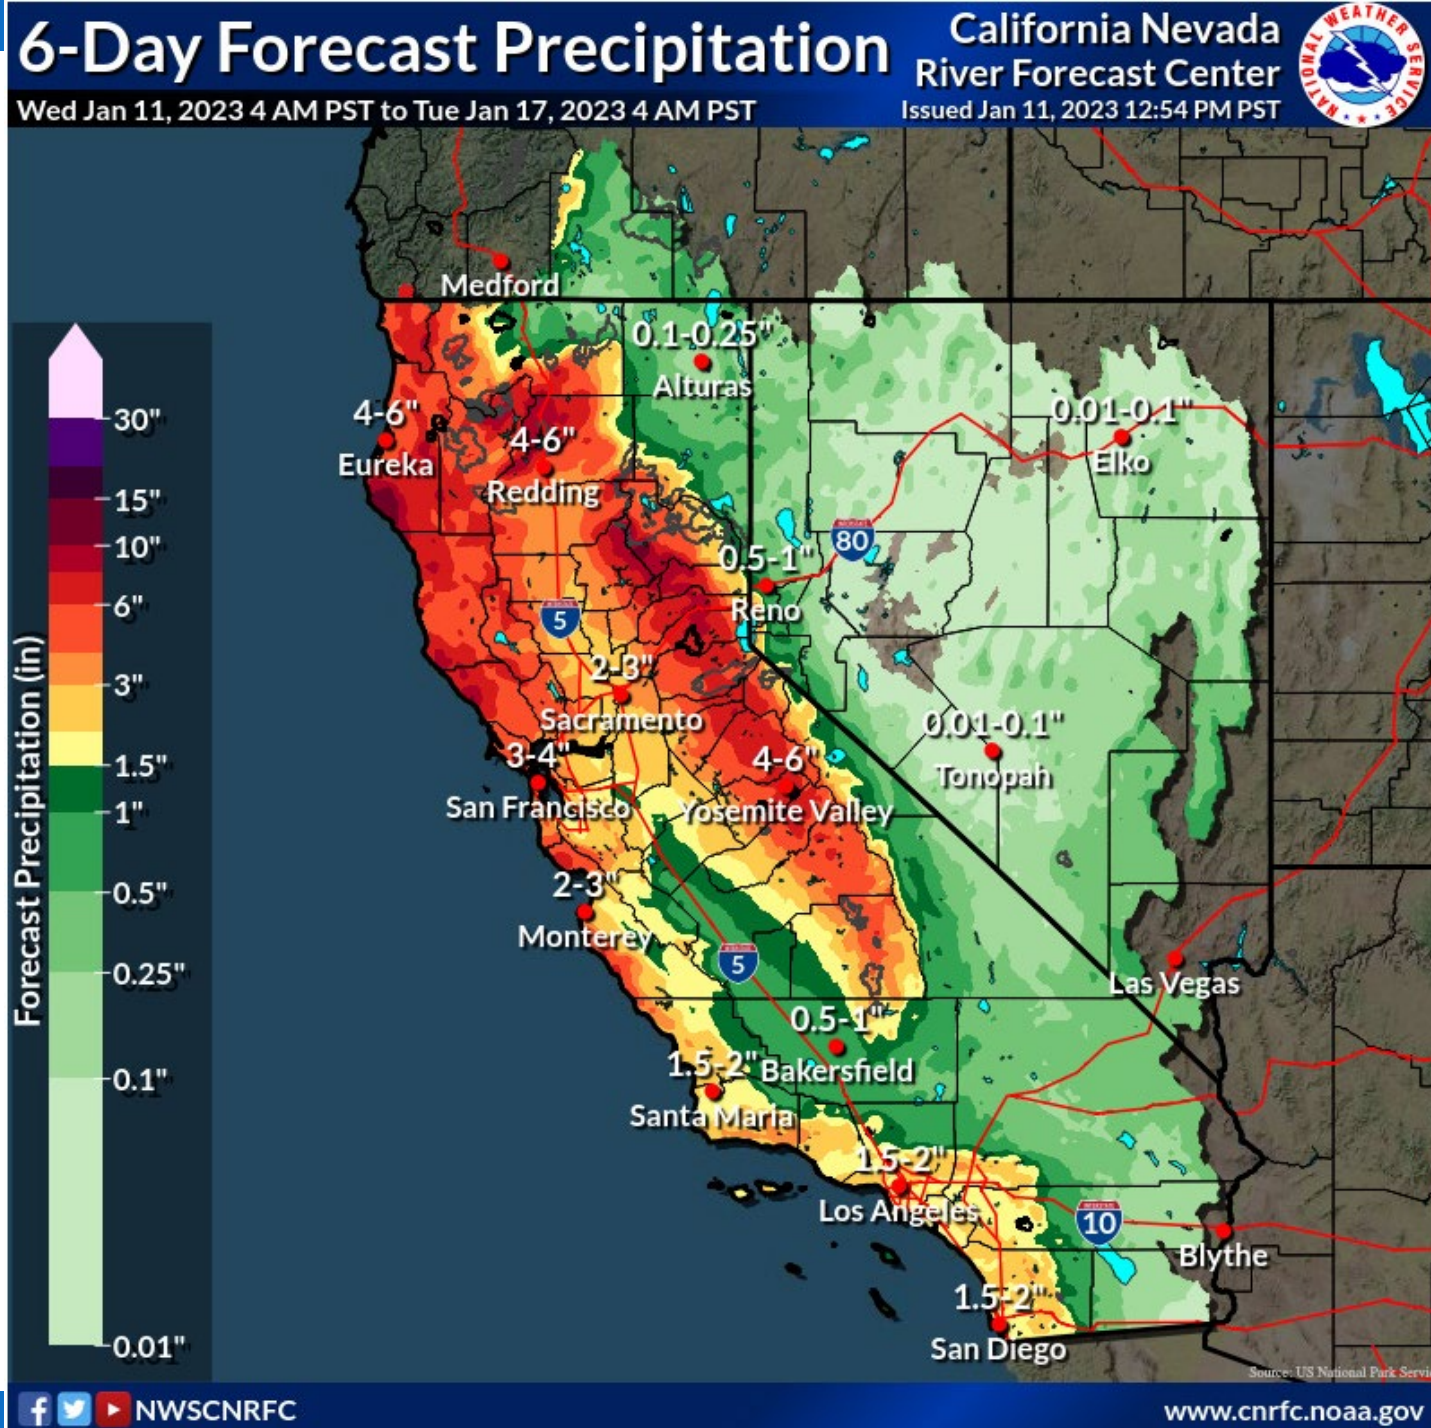 6-Day Forecast Precipitation
California Nevada
River Forecast Center
Wed Jan 11, 2023 4 AM PST to Tue Jan 17, 2023 4 AM PST
Issued Jan 11, 2023 12:54 PM PST
NATIONAL WEATHER SERVICE
Medford
0.1-0.25"
Alturas
4-6"
Eureka
4-6"
Redding
0.01-0.1"
Elko
80
0.5-1"
Reno
5
2-3"
Sacramento
0.01-0.1"
Tonopah
3-4"
San Francisco
4-6"
Yosemite Valley
2-3"
Monterey
5
Las Vegas
0.5-1"
Bakersfield
1.5-2"
Santa Maria
1.5-2"
Los Angeles
10
Blythe
1.5-2"
San Diego
Forecast Precipitation (in)
30"
15"
10"
6"
3"
1.5"
1"
0.5"
0.25"
0.1"
0.01"
Source: US National Park Servi
NWSCNRFC
www.cnrfc.noaa.gov